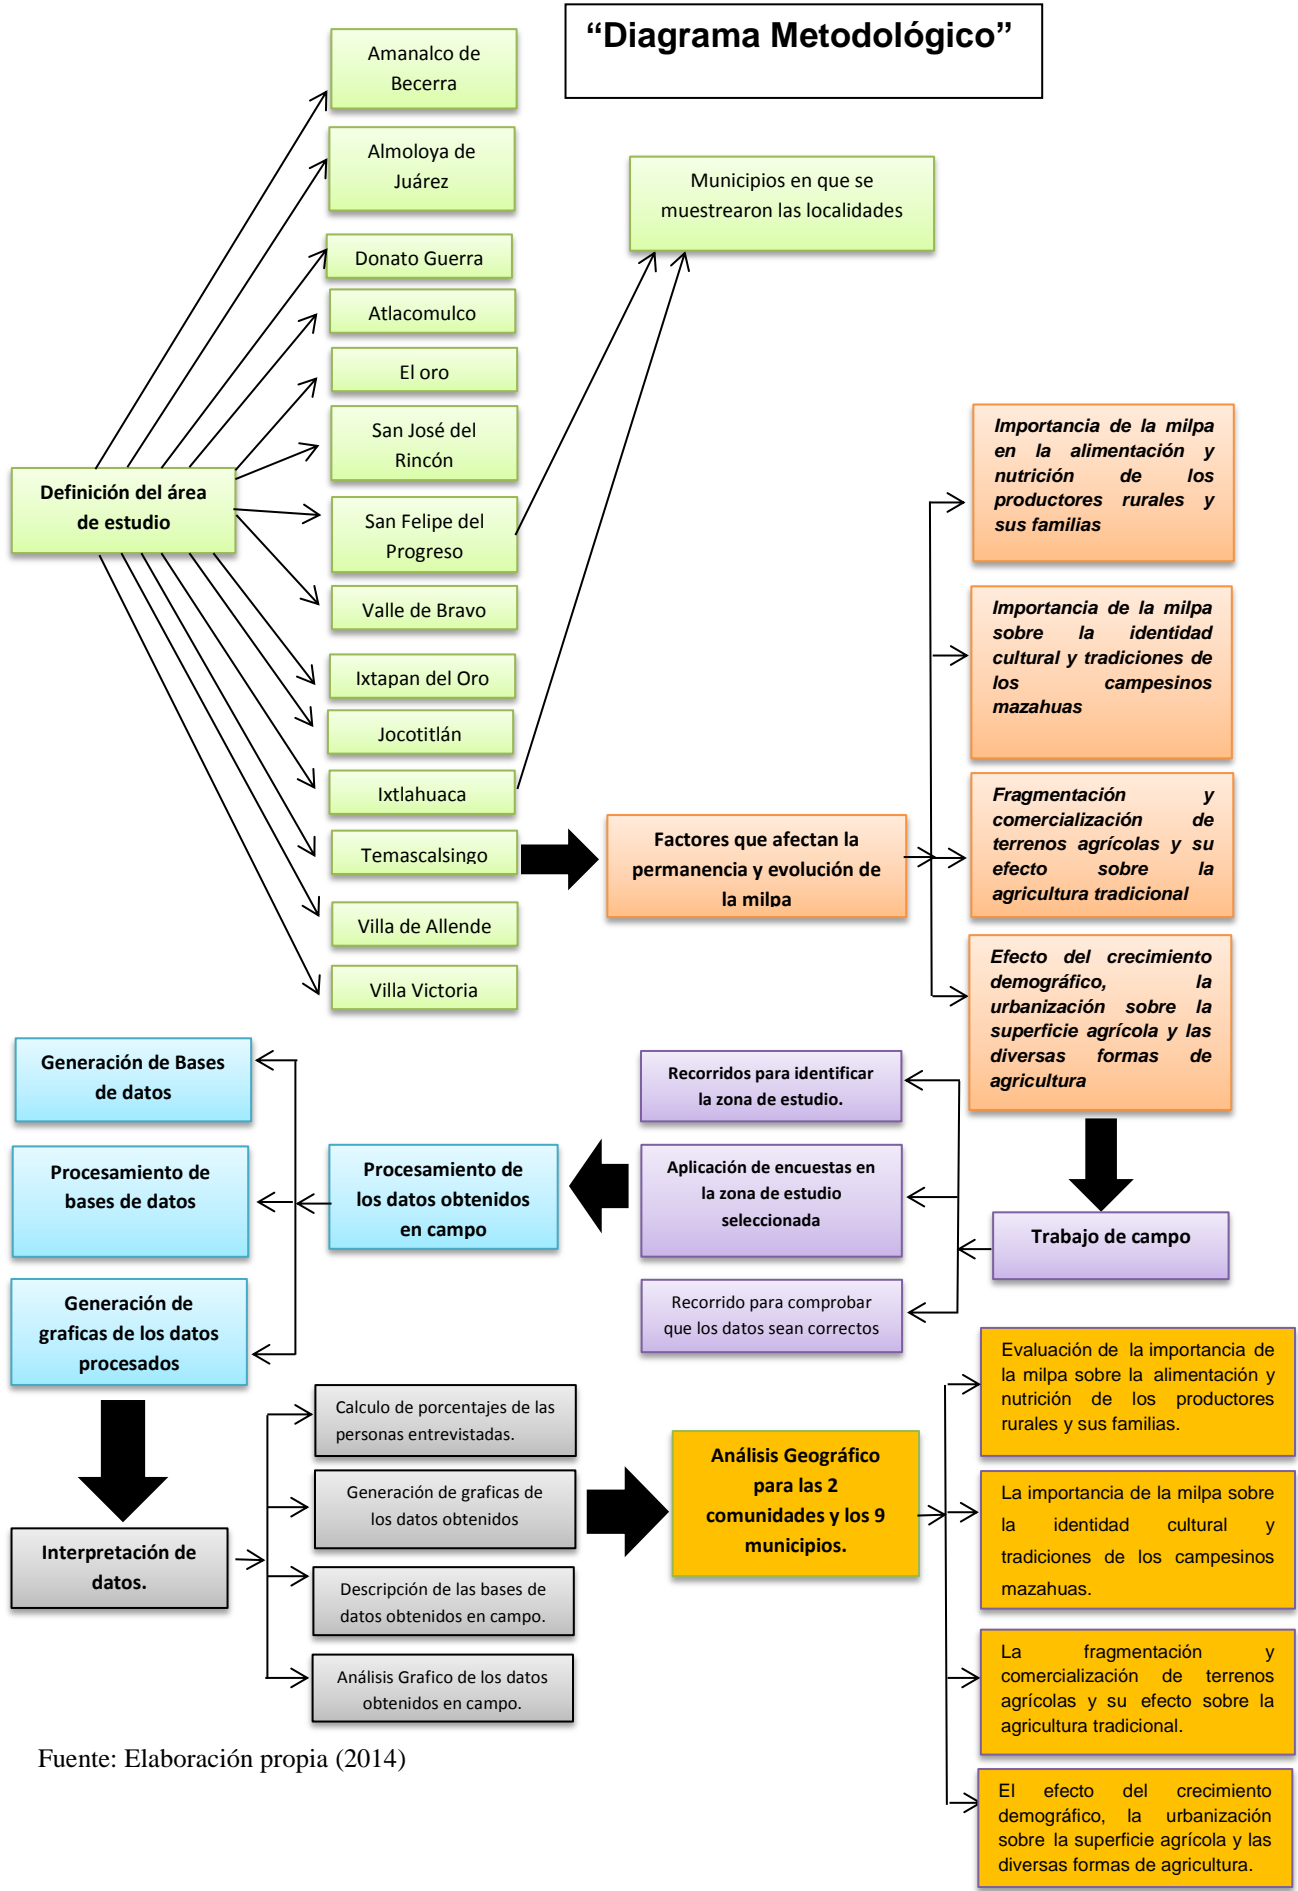 “Diagrama Metodológico”
Amanalco de
Becerra
Almoloya de
Juárez
Municipios en que se
muestrearon las localidades
Donato Guerra
Atlacomulco
El oro
San José del
Rincón
Definición del área
de estudio
San Felipe del
Progreso
Valle de Bravo
Ixtapan del Oro
Jocotitlán
Ixtlahuaca
Temascalsingo
Villa de Allende
Villa Victoria
Factores que afectan la
permanencia y evolución de
la milpa
Importancia de la milpa
en la alimentación y
nutrición de los
productores rurales y
sus familias
Importancia de la milpa
sobre la identidad
cultural y tradiciones de
los campesinos
mazahuas
Fragmentación y
comercialización de
terrenos agrícolas y su
efecto sobre la
agricultura tradicional
Efecto del crecimiento
demográfico, la
urbanización sobre la
superficie agrícola y las
diversas formas de
agricultura
Trabajo de campo
Recorridos para identificar
la zona de estudio.
Aplicación de encuestas en
la zona de estudio
seleccionada
Recorrido para comprobar
que los datos sean correctos
Procesamiento de
los datos obtenidos
en campo
Generación de Bases
de datos
Procesamiento de
bases de datos
Generación de
graficas de los datos
procesados
Interpretación de
datos.
Calculo de porcentajes de las
personas entrevistadas.
Generación de graficas de
los datos obtenidos
Descripción de las bases de
datos obtenidos en campo.
Análisis Grafico de los datos
obtenidos en campo.
Análisis Geográfico
para las 2
comunidades y los 9
municipios.
Evaluación de la importancia de
la milpa sobre la alimentación y
nutrición de los productores
rurales y sus familias.
La importancia de la milpa sobre
la identidad cultural y
tradiciones de los campesinos
mazahuas.
La fragmentación y
comercialización de terrenos
agrícolas y su efecto sobre la
agricultura tradicional.
El efecto del crecimiento
demográfico, la urbanización
sobre la superficie agrícola y las
diversas formas de agricultura.
Fuente: Elaboración propia (2014)